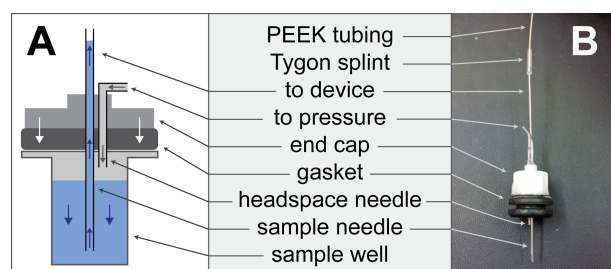 A
B
PEEK tubing
Tygon splint
to device
to pressure
end cap
gasket
headspace needle
sample needle
sample well